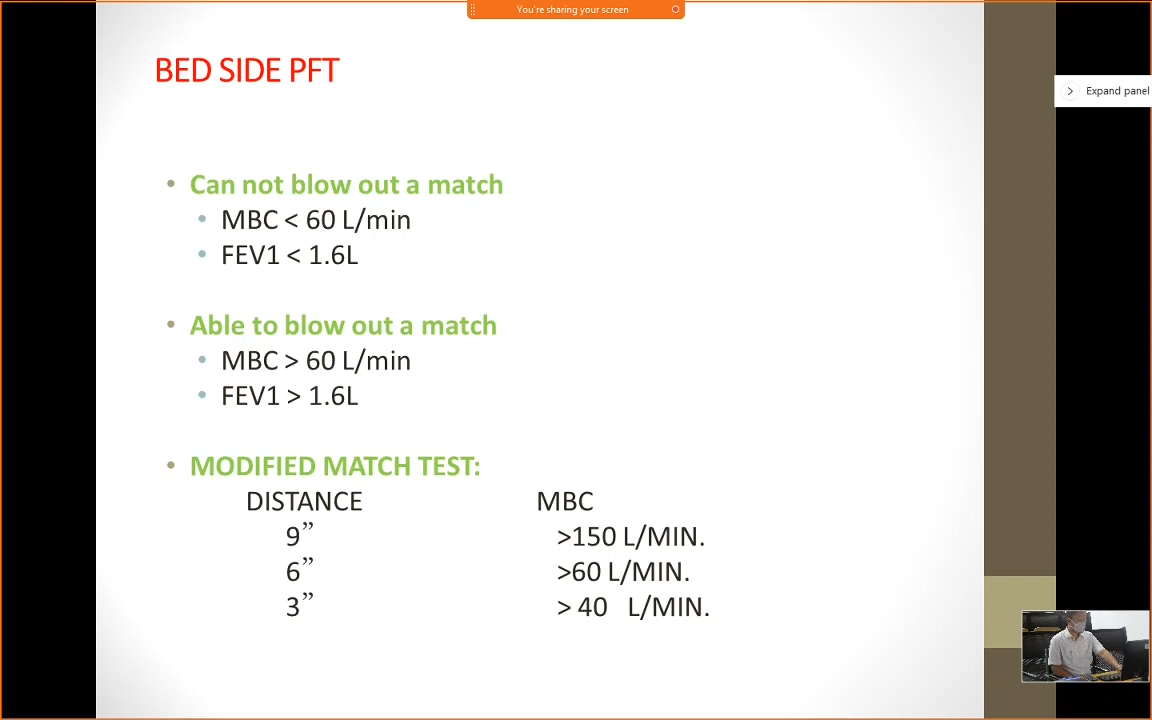 You're sharing your screen
BED SIDE PFT
Expand panel
• Can not blow out a match
• MBC < 60 L/min
• FEV1 < 1.6L
• Able to blow out a match
• MBC > 60 L/min
• FEV1 > 1.6L
• MODIFIED MATCH TEST:
DISTANCE MBC
9” >150 L/MIN.
6” >60 L/MIN.
3” > 40 L/MIN.